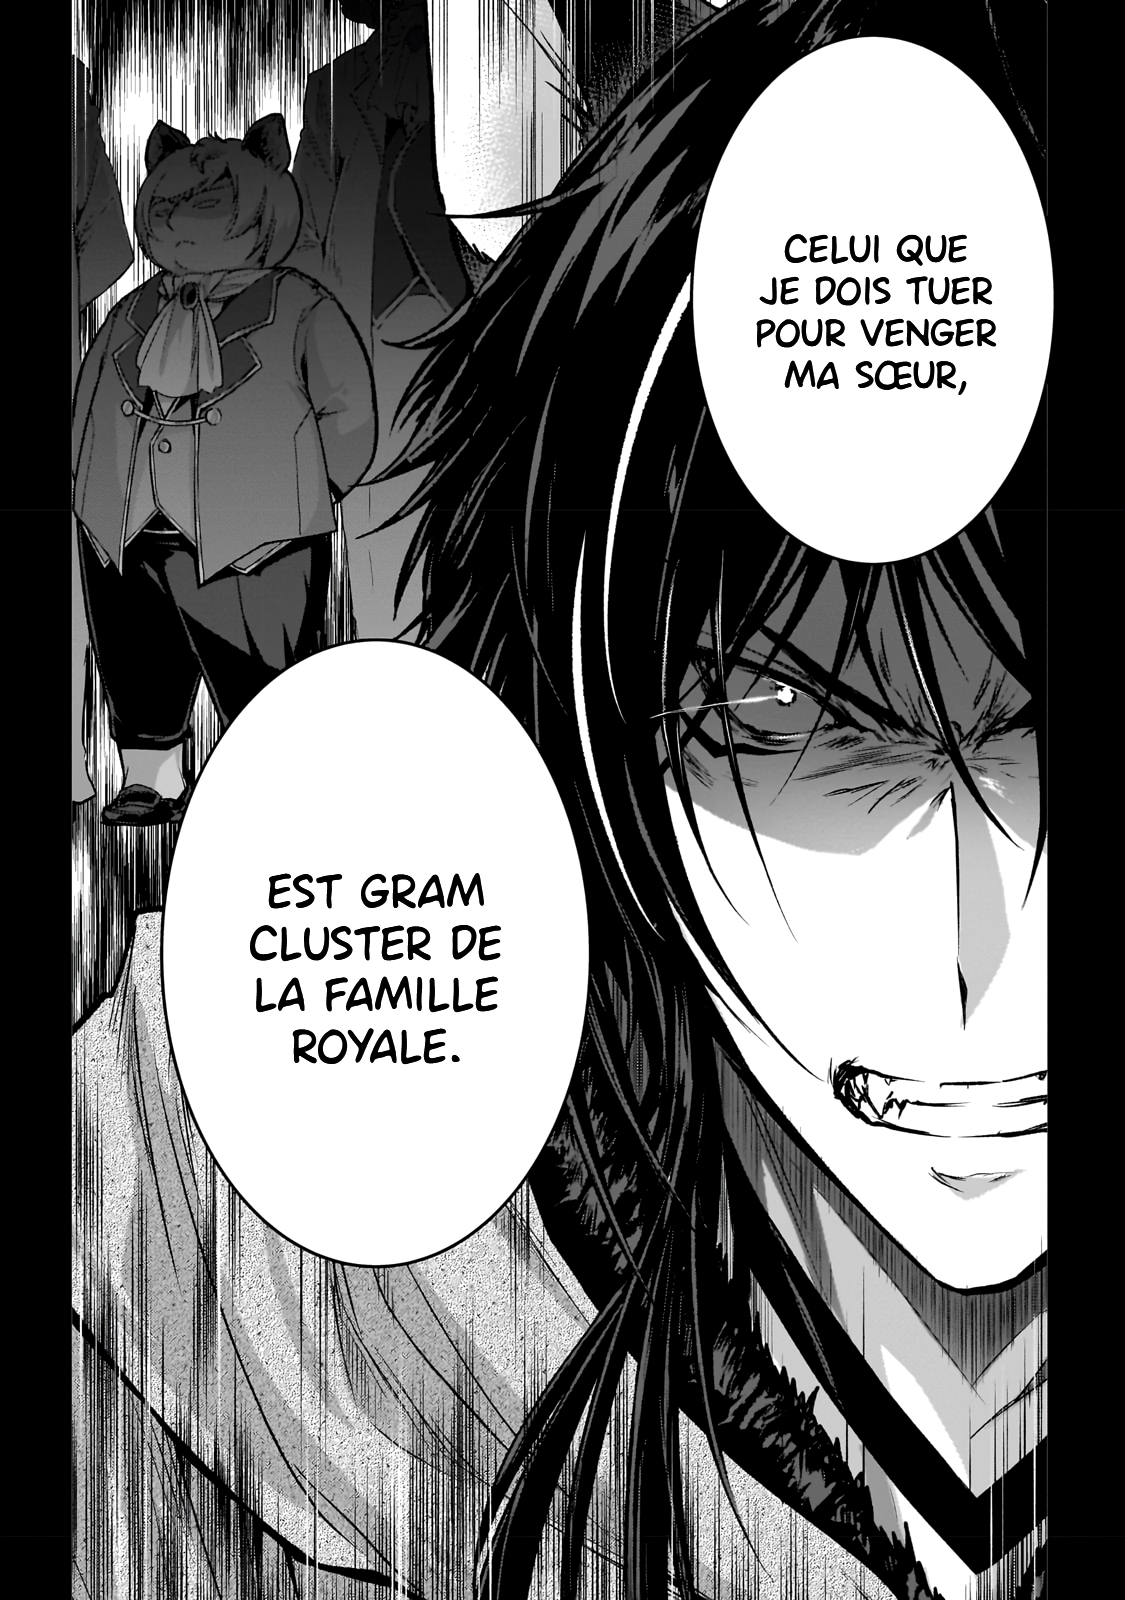 CELUI QUE
JE DOIS TUER
POUR VENGER
MA SŒUR,
EST GRAM
CLUSTER DE
LA FAMILLE
ROYALE.